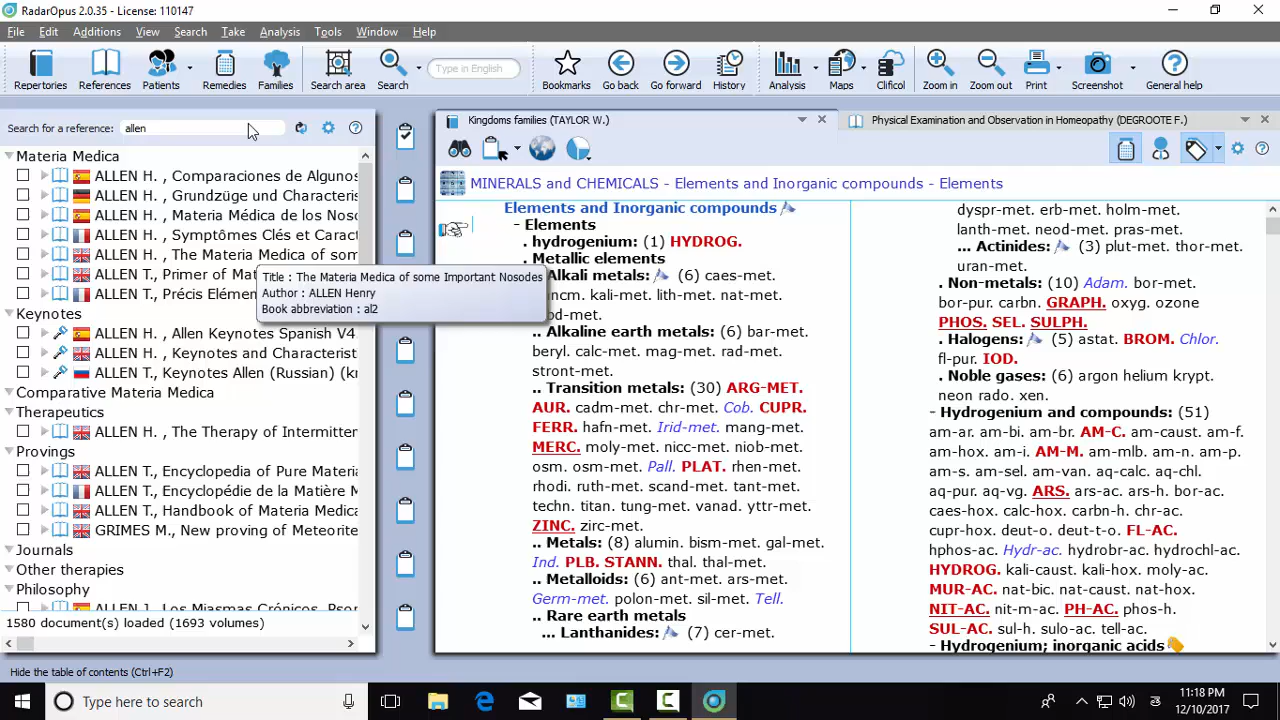 RadarOpus 2.0.35 - License: 110147
File Edit Additions View Search Take Analysis Tools Window Help
Repertories References Patients Remedies Families Search area Search Type in English Bookmarks Go back Go forward History Analysis Maps Clificol Zoom in Zoom out Print Screenshot General help
Search for a reference: allen
Materia Medica
ALLEN H. , Comparaciones de Algunos
ALLEN H. , Grundzüge und Characteris
ALLEN H. , Materia Médica de los Noso
ALLEN H. , Symptômes Clés et Caract
ALLEN H. , The Materia Medica of som
ALLEN T., Primer of Mat
ALLEN T., Précis Elémen
Title : The Materia Medica of some Important Nosodes
Author : ALLEN Henry
Book abbreviation : al2
Keynotes
ALLEN H. , Allen Keynotes Spanish V4
ALLEN H. , Keynotes and Characterist
ALLEN T., Keynotes Allen (Russian) (k
Comparative Materia Medica
Therapeutics
ALLEN H. , The Therapy of Intermitten
Provings
ALLEN T., Encyclopedia of Pure Materia
ALLEN T., Encyclopédie de la Matière M
ALLEN T., Handbook of Materia Medica
GRIMES M., New proving of Meteorite
Journals
Other therapies
Philosophy
ALLEN J., Los Miasmas Crónicos. Psor
1580 document(s) loaded (1693 volumes)
Hide the table of contents (Ctrl+F2)
Kingdoms families (TAYLOR W.)
Physical Examination and Observation in Homeopathy (DEGROOTE F.)
MINERALS and CHEMICALS - Elements and Inorganic compounds - Elements
Elements and Inorganic compounds
- Elements
. hydrogenium: (1) HYDROG.
. Metallic elements
Alkali metals: (6) caes-met.
ncm. kali-met. lith-met. nat-met.
od-met.
.. Alkaline earth metals: (6) bar-met.
beryl. calc-met. mag-met. rad-met.
stront-met.
.. Transition metals: (30) ARG-MET.
AUR. cadm-met. chr-met. Cob. CUPR.
FERR. hafn-met. Irid-met. mang-met.
MERC. moly-met. nicc-met. niob-met.
osm. osm-met. Pall. PLAT. rhen-met.
rhodi. ruth-met. scand-met. tant-met.
techn. titan. tung-met. vanad. yttr-met.
ZINC. zirc-met.
.. Metals: (8) alumin. bism-met. gal-met.
Ind. PLB. STANN. thal. thal-met.
.. Metalloids: (6) ant-met. ars-met.
Germ-met. polon-met. sil-met. Tell.
.. Rare earth metals
... Lanthanides: (7) cer-met.
dyspr-met. erb-met. holm-met.
lanth-met. neod-met. pras-met.
... Actinides: (3) plut-met. thor-met.
uran-met.
. Non-metals: (10) Adam. bor-met.
bor-pur. carbn. GRAPH. oxyg. ozone
PHOS. SEL. SULPH.
. Halogens: (5) astat. BROM. Chlor.
fl-pur. IOD.
. Noble gases: (6) argon helium krypt.
neon rado. xen.
- Hydrogenium and compounds: (51)
am-ar. am-bi. am-br. AM-C. am-caust. am-f.
am-hox. am-i. AM-M. am-mlb. am-n. am-p.
am-s. am-sel. am-van. aq-calc. aq-chl.
aq-pur. aq-vg. ARS. ars-ac. ars-h. bor-ac.
caes-hox. calc-hox. carbn-h. chr-ac.
cupr-hox. deut-o. deut-t-o. FL-AC.
hphos-ac. Hydr-ac. hydrobr-ac. hydrochl-ac.
HYDROG. kali-caust. kali-hox. moly-ac.
MUR-AC. nat-bic. nat-caust. nat-hox.
NIT-AC. nit-m-ac. PH-AC. phos-h.
SUL-AC. sul-h. sulo-ac. tell-ac.
- Hydrogenium; inorganic acids
Type here to search
11:18 PM
12/10/2017